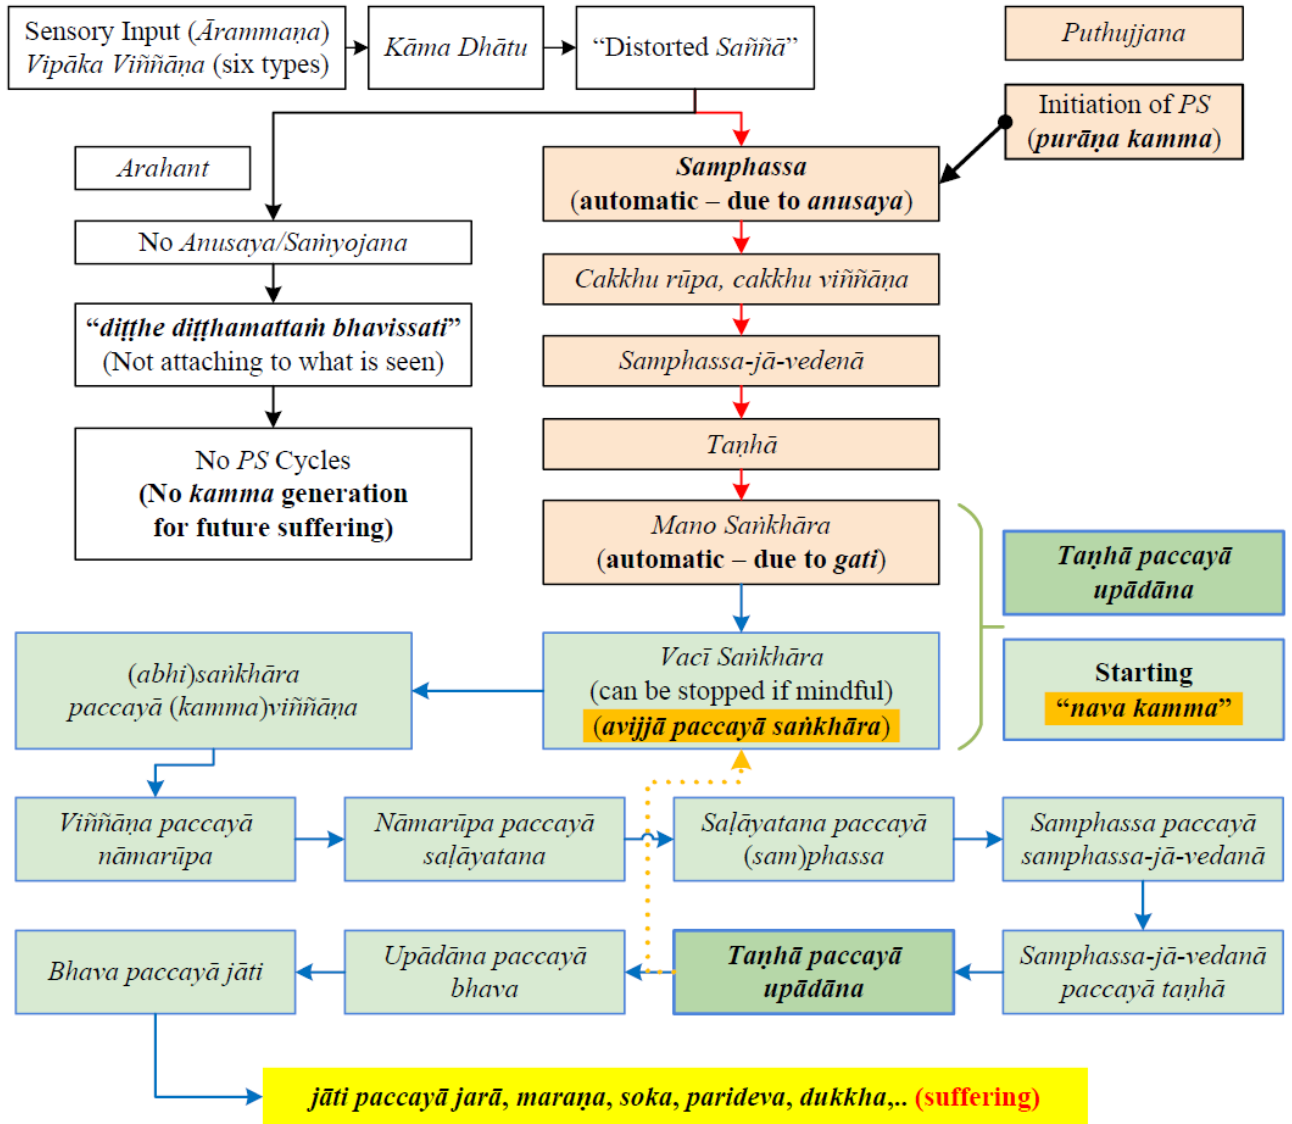 Sensory Input (Ārammaṇa)
Vipāka Viññāṇa (six types)
Kāma Dhātu
“Distorted Saññā”
Puthujjana
Initiation of PS
(purāṇa kamma)
Arahant
Samphassa
(automatic – due to anusaya)
No Anusaya/Saṁyojana
Cakkhu rūpa, cakkhu viññāṇa
“diṭṭhe diṭṭhamattaṁ bhavissati”
(Not attaching to what is seen)
Samphassa-jā-vedenā
Taṇhā
No PS Cycles
(No kamma generation
for future suffering)
Mano Saṅkhāra
(automatic – due to gati)
Taṇhā paccayā
upādāna
Vacī Saṅkhāra
(can be stopped if mindful)
(avijjā paccayā saṅkhāra)
Starting
“nava kamma”
(abhi)saṅkhāra
paccayā (kamma)viññāṇa
Viññāṇa paccayā
nāmarūpa
Nāmarūpa paccayā
saḷāyatana
Saḷāyatana paccayā
(sam)phassa
Samphassa paccayā
samphassa-jā-vedanā
Samphassa-jā-vedanā
paccayā taṇhā
Taṇhā paccayā
upādāna
Upādāna paccayā
bhava
Bhava paccayā jāti
jāti paccayā jarā, maraṇa, soka, parideva, dukkha,.. (suffering)